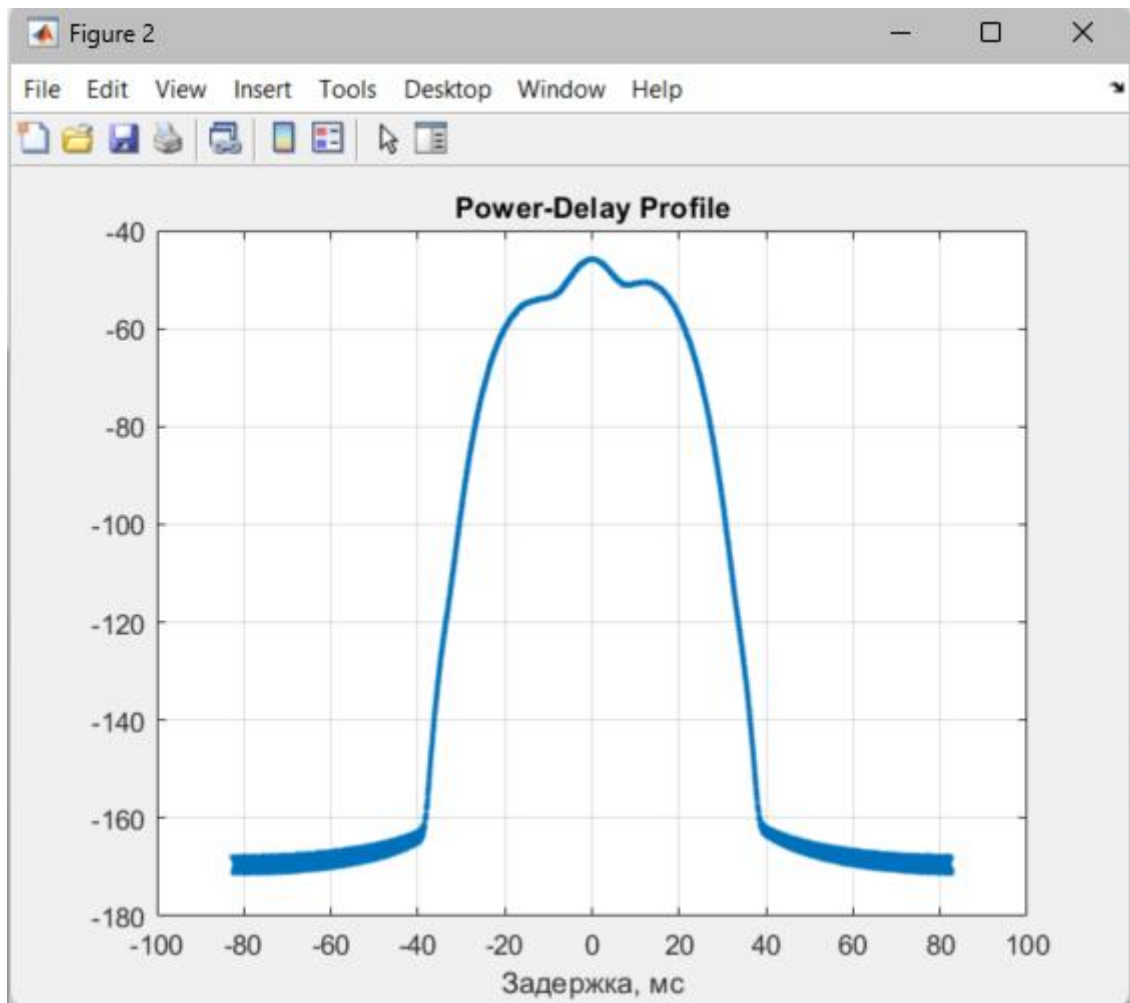 Figure 2
File Edit View Insert Tools Desktop Window Help
Power-Delay Profile
-40
-60
-80
-100
-120
-140
-160
-180
-100 -80 -60 -40 -20 0 20 40 60 80 100
Задержка, мс